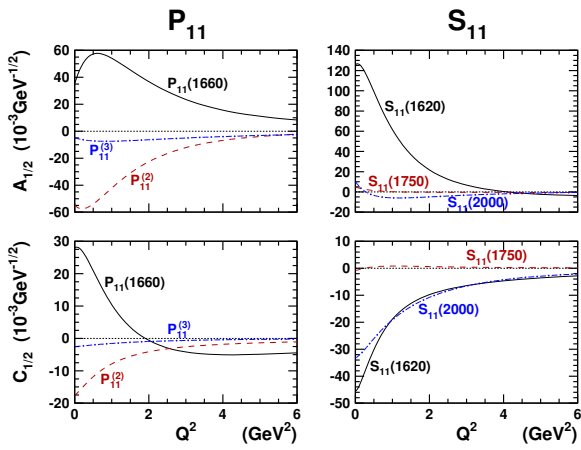 P11 S11
A1/2 (10⁻³GeV⁻¹/²)
60
40
20
0
-20
-40
-60
P11(1660)
P11⁽³⁾
P11⁽²⁾
140
120
100
80
60
40
20
0
-20
S11(1620)
S11(1750)
S11(2000)
C1/2 (10⁻³GeV⁻¹/²)
30
20
10
0
-10
-20
P11(1660)
P11⁽³⁾
P11⁽²⁾
0 2 4 6
Q² (GeV²)
10
0
-10
-20
-30
-40
-50
S11(1750)
S11(2000)
S11(1620)
0 2 4 6
Q² (GeV²)